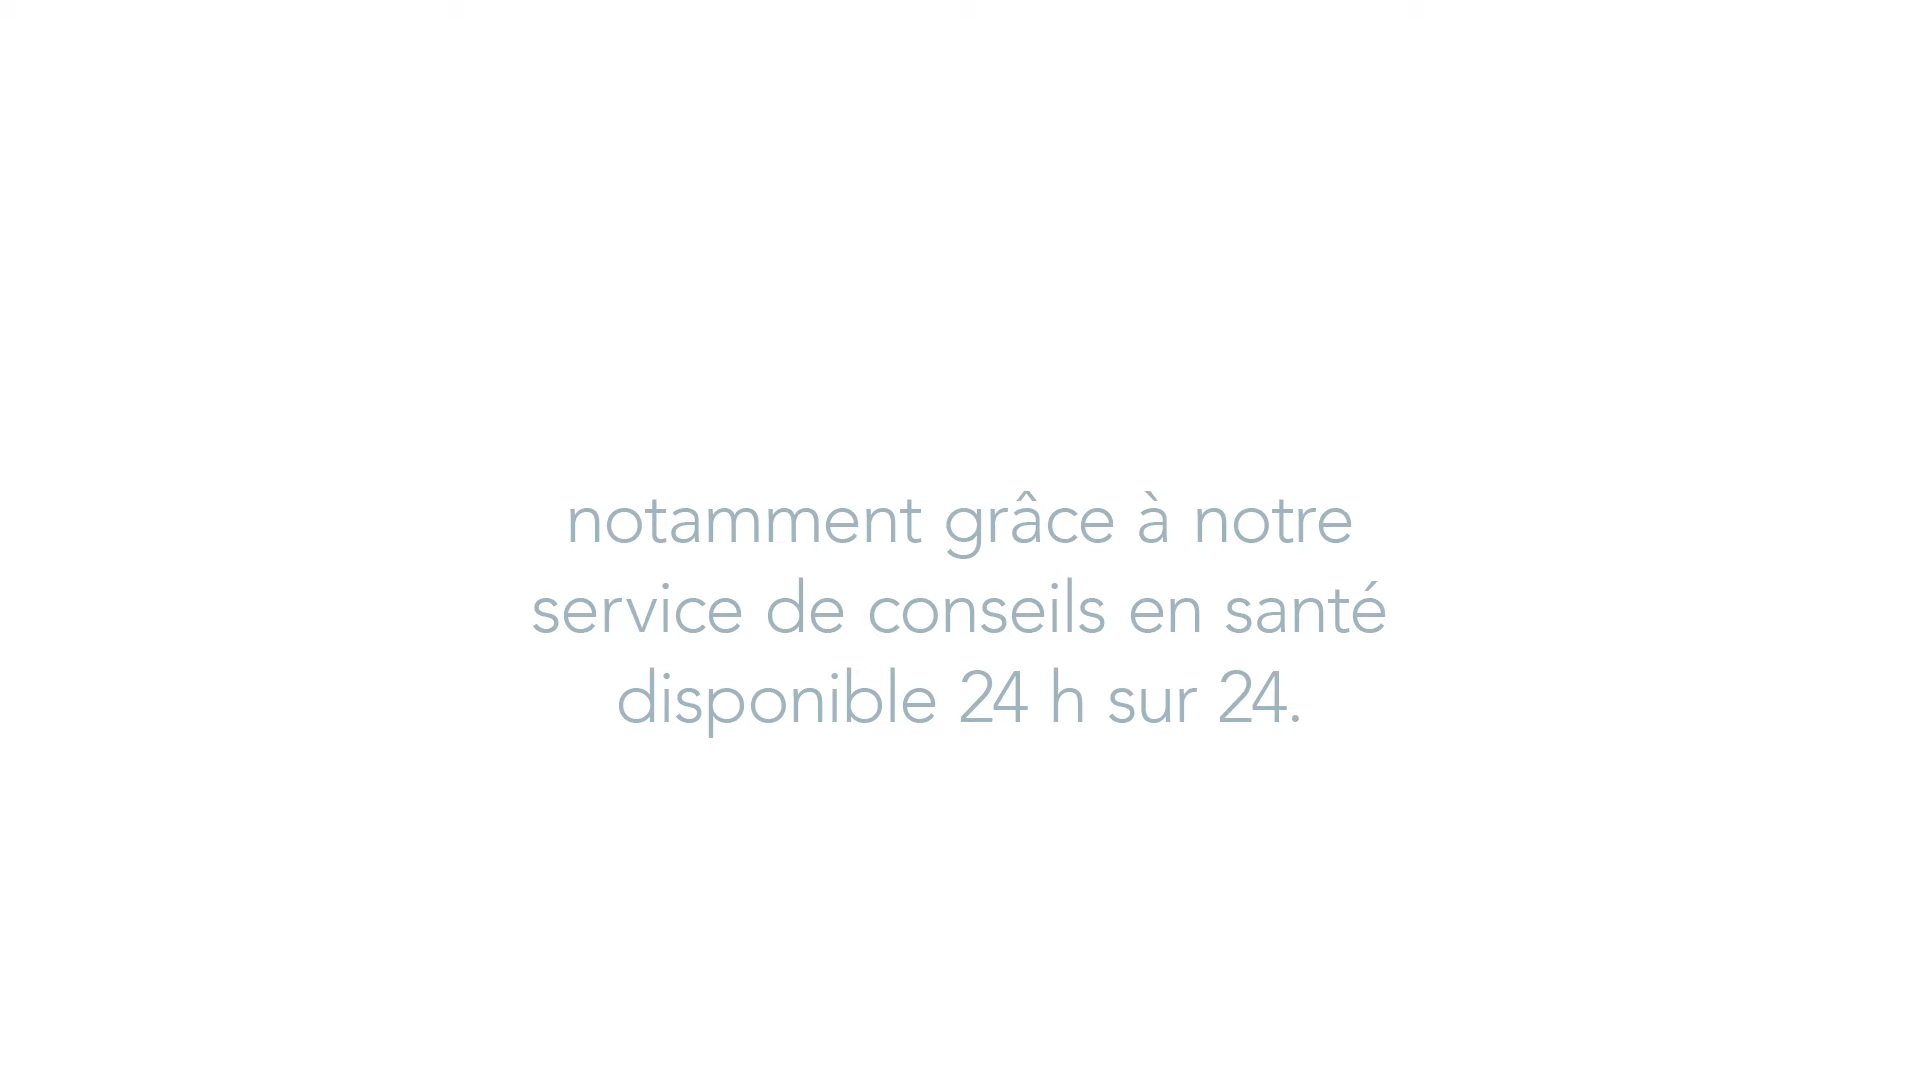 notamment grâce à notre
service de conseils en santé
disponible 24 h sur 24.